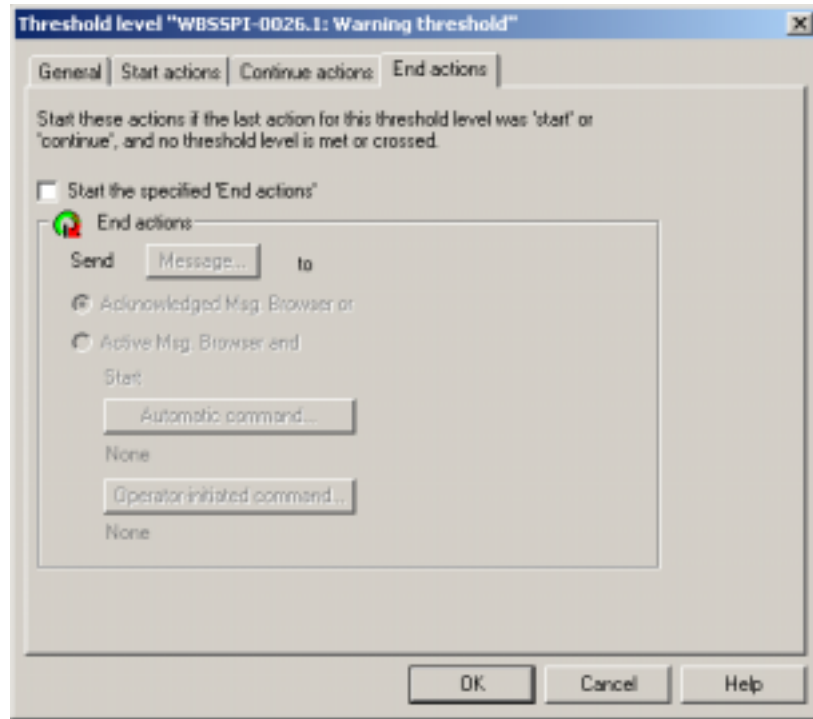 Threshold level "WBSSPI-0026.1: Warning threshold"
General Start actions Continue actions End actions
Start these actions if the last action for this threshold level was 'start' or
'continue', and no threshold level is met or crossed.
Start the specified 'End actions'
End actions
Send Message... to
Acknowledged Msg. Browser or
Active Msg. Browser and
Start
Automatic command...
None
Operator-initiated command...
None
OK Cancel Help